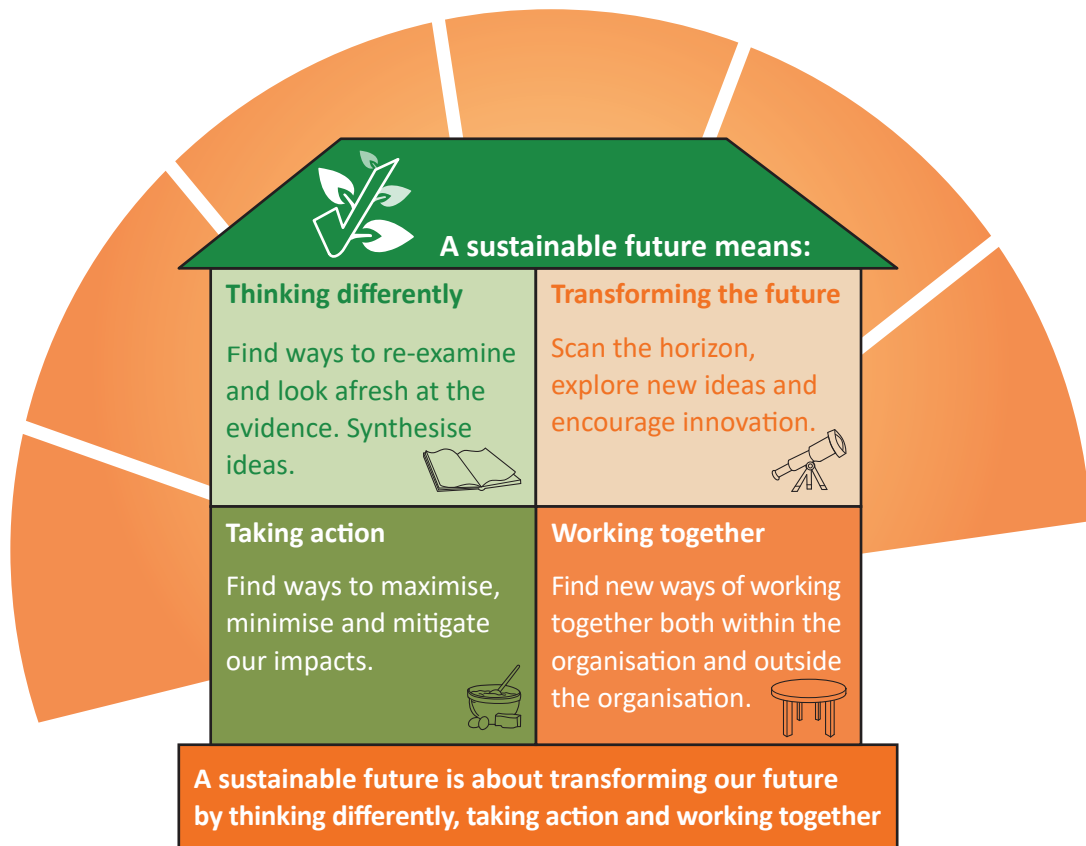 A sustainable future means:
Thinking differently
Find ways to re-examine
and look afresh at the
evidence. Synthesise
ideas.
Transforming the future
Scan the horizon,
explore new ideas and
encourage innovation.
Taking action
Find ways to maximise,
minimise and mitigate
our impacts.
Working together
Find new ways of working
together both within the
organisation and outside
the organisation.
A sustainable future is about transforming our future
by thinking differently, taking action and working together